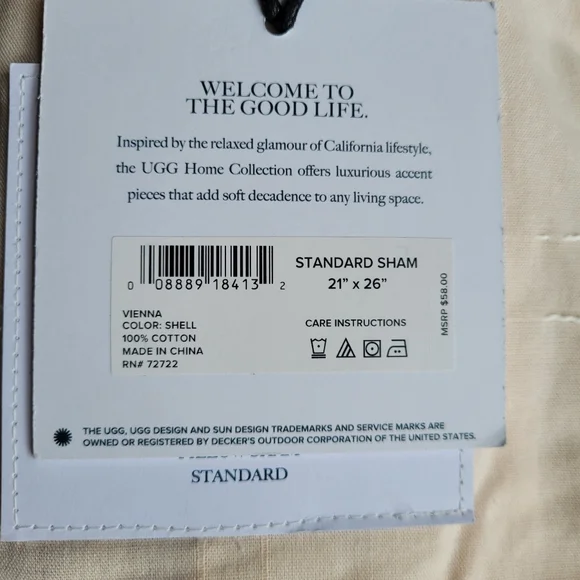 WELCOME TO
THE GOOD LIFE.
Inspired by the relaxed glamour of California lifestyle,
the UGG Home Collection offers luxurious accent
pieces that add soft decadence to any living space.
0 08889 18413 2
STANDARD SHAM
21” x 26”
VIENNA
COLOR: SHELL
100% COTTON
MADE IN CHINA
RN# 72722
CARE INSTRUCTIONS
MSRP $58.00
THE UGG, UGG DESIGN AND SUN DESIGN TRADEMARKS AND SERVICE MARKS ARE
OWNED OR REGISTERED BY DECKER'S OUTDOOR CORPORATION OF THE UNITED STATES.
STANDARD